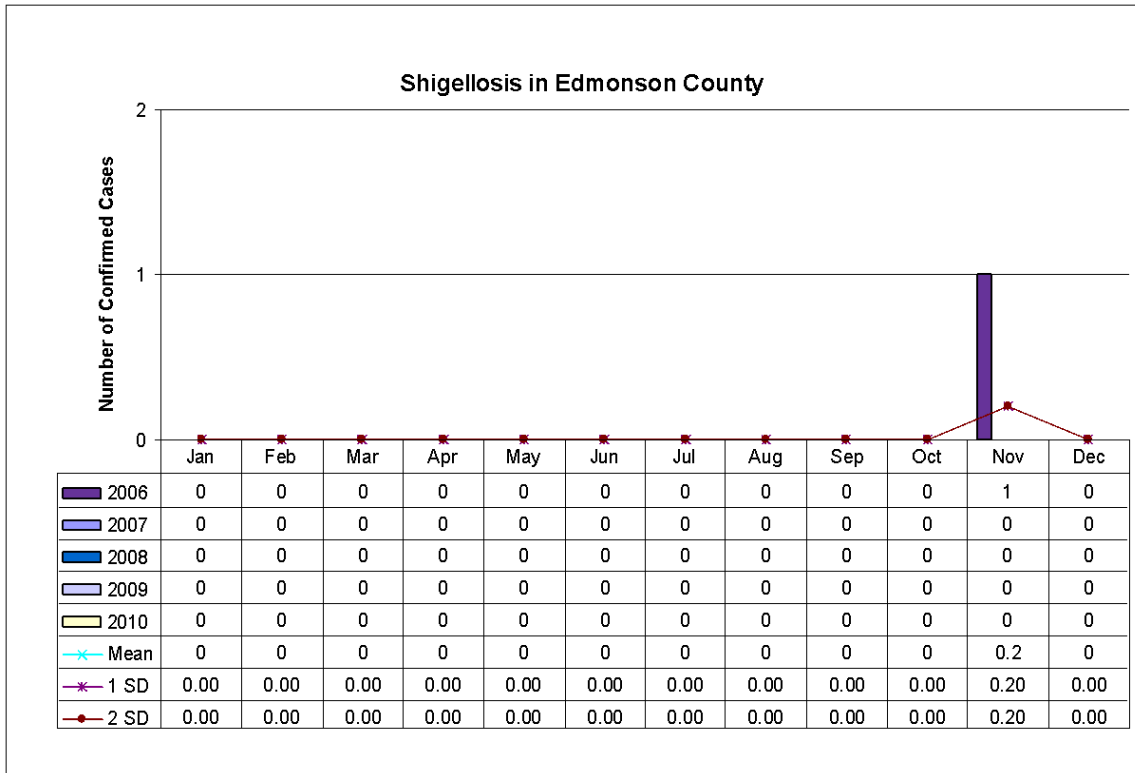 Shigellosis in Edmonson County
Number of Confirmed Cases
2
1
0
Jan Feb Mar Apr May Jun Jul Aug Sep Oct Nov Dec
2006 0 0 0 0 0 0 0 0 0 0 1 0
2007 0 0 0 0 0 0 0 0 0 0 0 0
2008 0 0 0 0 0 0 0 0 0 0 0 0
2009 0 0 0 0 0 0 0 0 0 0 0 0
2010 0 0 0 0 0 0 0 0 0 0 0 0
Mean 0 0 0 0 0 0 0 0 0 0 0.2 0
1 SD 0.00 0.00 0.00 0.00 0.00 0.00 0.00 0.00 0.00 0.00 0.20 0.00
2 SD 0.00 0.00 0.00 0.00 0.00 0.00 0.00 0.00 0.00 0.00 0.20 0.00